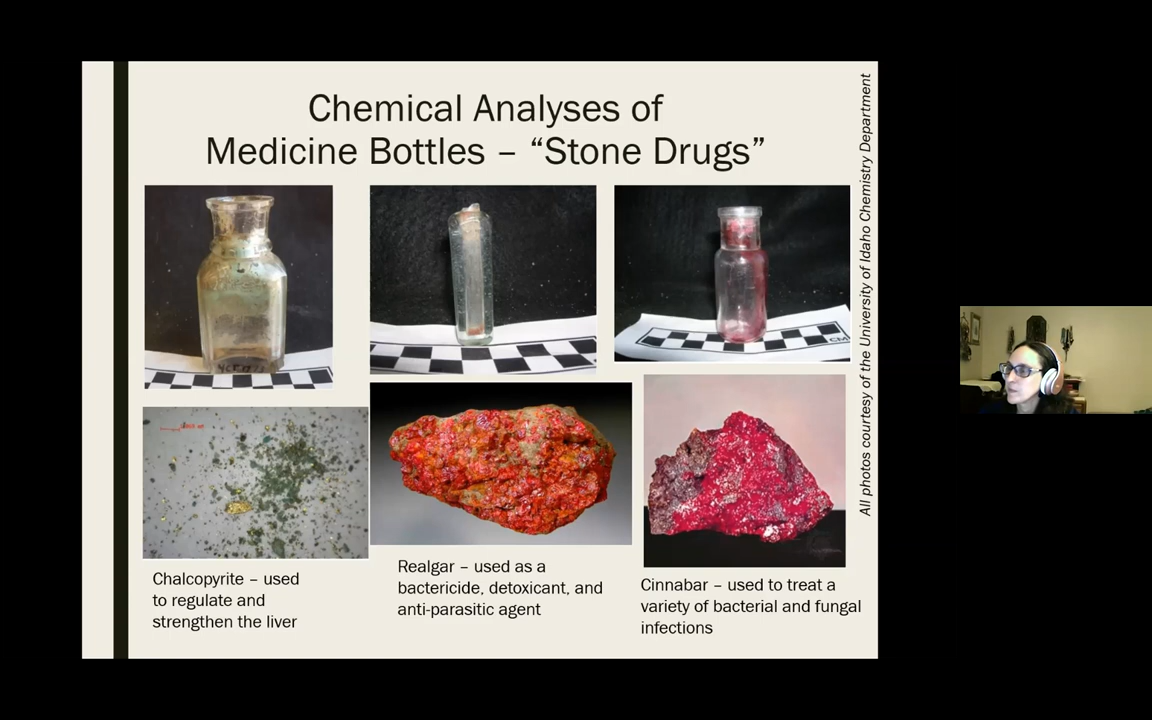 Chemical Analyses of
Medicine Bottles – “Stone Drugs”
All photos courtesy of the University of Idaho Chemistry Department
CM
Chalcopyrite – used
to regulate and
strengthen the liver
Realgar – used as a
bactericide, detoxicant, and
anti-parasitic agent
Cinnabar – used to treat a
variety of bacterial and fungal
infections